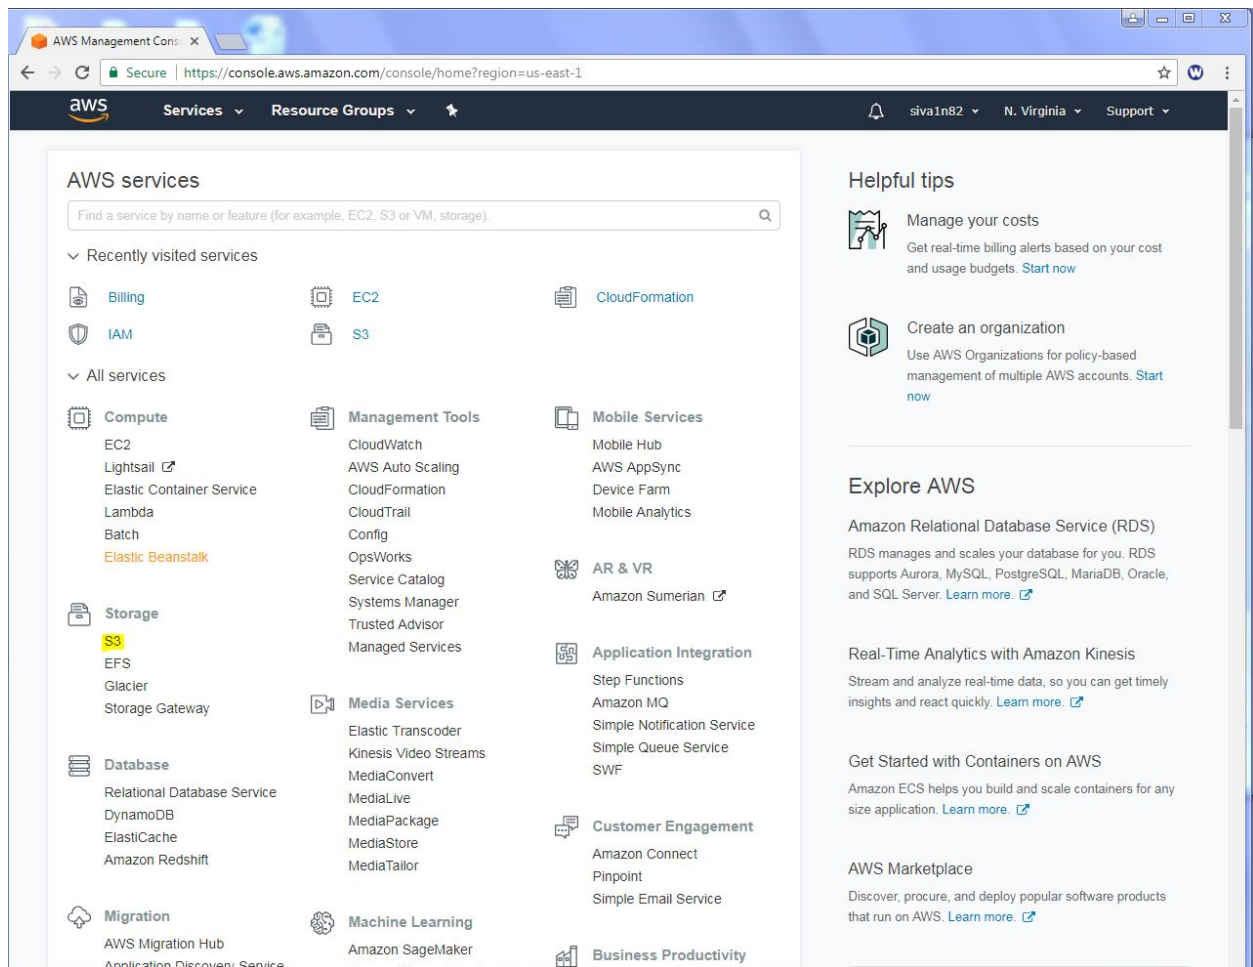 AWS Management Cons
Secure | https://console.aws.amazon.com/console/home?region=us-east-1
aws Services Resource Groups siva1n82 N. Virginia Support
AWS services
Find a service by name or feature (for example, EC2, S3 or VM, storage).
Recently visited services
Billing
EC2
CloudFormation
IAM
S3
All services
Compute
EC2
Lightsail
Elastic Container Service
Lambda
Batch
Elastic Beanstalk
Storage
S3
EFS
Glacier
Storage Gateway
Database
Relational Database Service
DynamoDB
ElastiCache
Amazon Redshift
Migration
AWS Migration Hub
Application Discovery Service
Management Tools
CloudWatch
AWS Auto Scaling
CloudFormation
CloudTrail
Config
OpsWorks
Service Catalog
Systems Manager
Trusted Advisor
Managed Services
Media Services
Elastic Transcoder
Kinesis Video Streams
MediaConvert
MediaLive
MediaPackage
MediaStore
MediaTailor
Machine Learning
Amazon SageMaker
Mobile Services
Mobile Hub
AWS AppSync
Device Farm
Mobile Analytics
AR & VR
Amazon Sumerian
Application Integration
Step Functions
Amazon MQ
Simple Notification Service
Simple Queue Service
SWF
Customer Engagement
Amazon Connect
Pinpoint
Simple Email Service
Business Productivity
Helpful tips
Manage your costs
Get real-time billing alerts based on your cost
and usage budgets. Start now
Create an organization
Use AWS Organizations for policy-based
management of multiple AWS accounts. Start
now
Explore AWS
Amazon Relational Database Service (RDS)
RDS manages and scales your database for you. RDS
supports Aurora, MySQL, PostgreSQL, MariaDB, Oracle,
and SQL Server. Learn more.
Real-Time Analytics with Amazon Kinesis
Stream and analyze real-time data, so you can get timely
insights and react quickly. Learn more.
Get Started with Containers on AWS
Amazon ECS helps you build and scale containers for any
size application. Learn more.
AWS Marketplace
Discover, procure, and deploy popular software products
that run on AWS. Learn more.